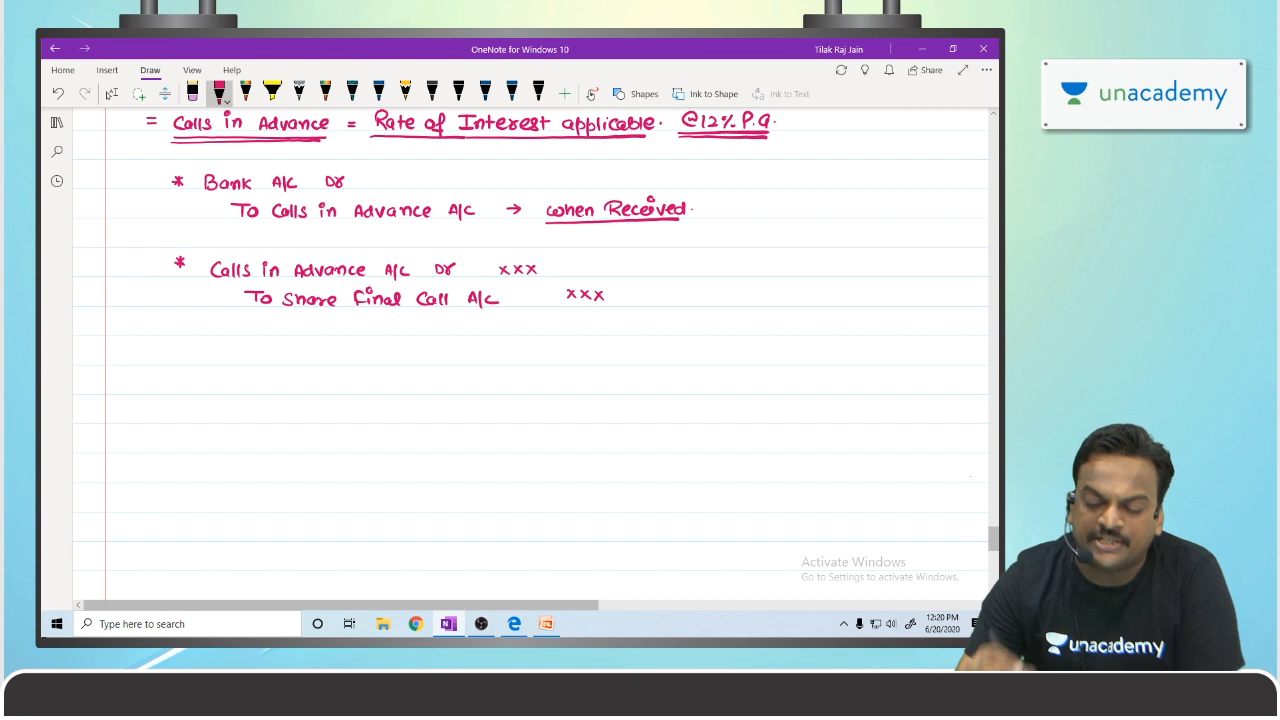 OneNote for Windows 10
Tilak Raj Jain
Home Insert Draw View Help
Share
Shapes
Ink to Shape
Ink to Text
= Calls in Advance = Rate of Interest applicable. @12% P.a.
* Bank A/c Dr
To Calls in Advance A/c → when Received.
* Calls in Advance A/c Dr xxx
To Share Final Call A/c xxx
Activate Windows
Go to Settings to activate Windows.
Type here to search
12:20 PM
6/20/2020
unacademy
unacademy